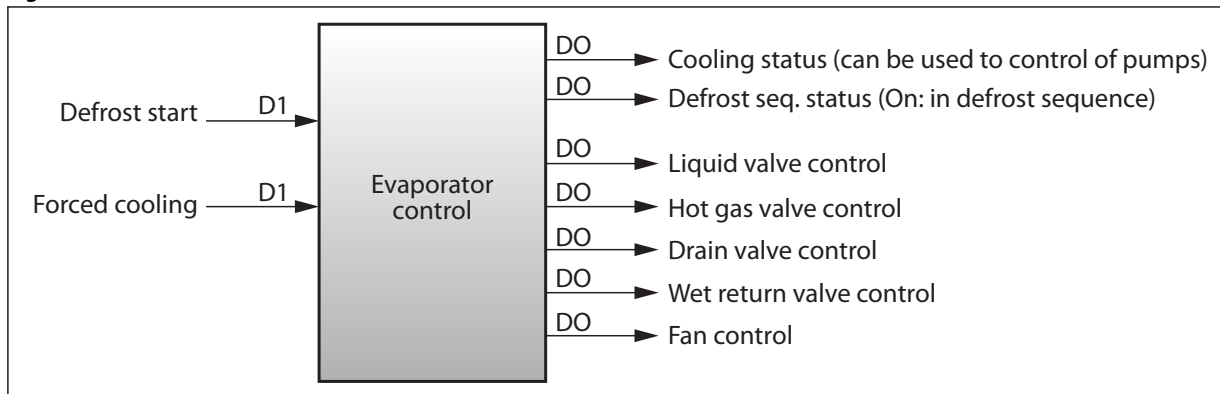 DO
Cooling status (can be used to control of pumps)
DO
Defrost seq. status (On: in defrost sequence)
Defrost start
D1
DO
Liquid valve control
Evaporator
control
Forced cooling
D1
DO
Hot gas valve control
DO
Drain valve control
DO
Wet return valve control
DO
Fan control